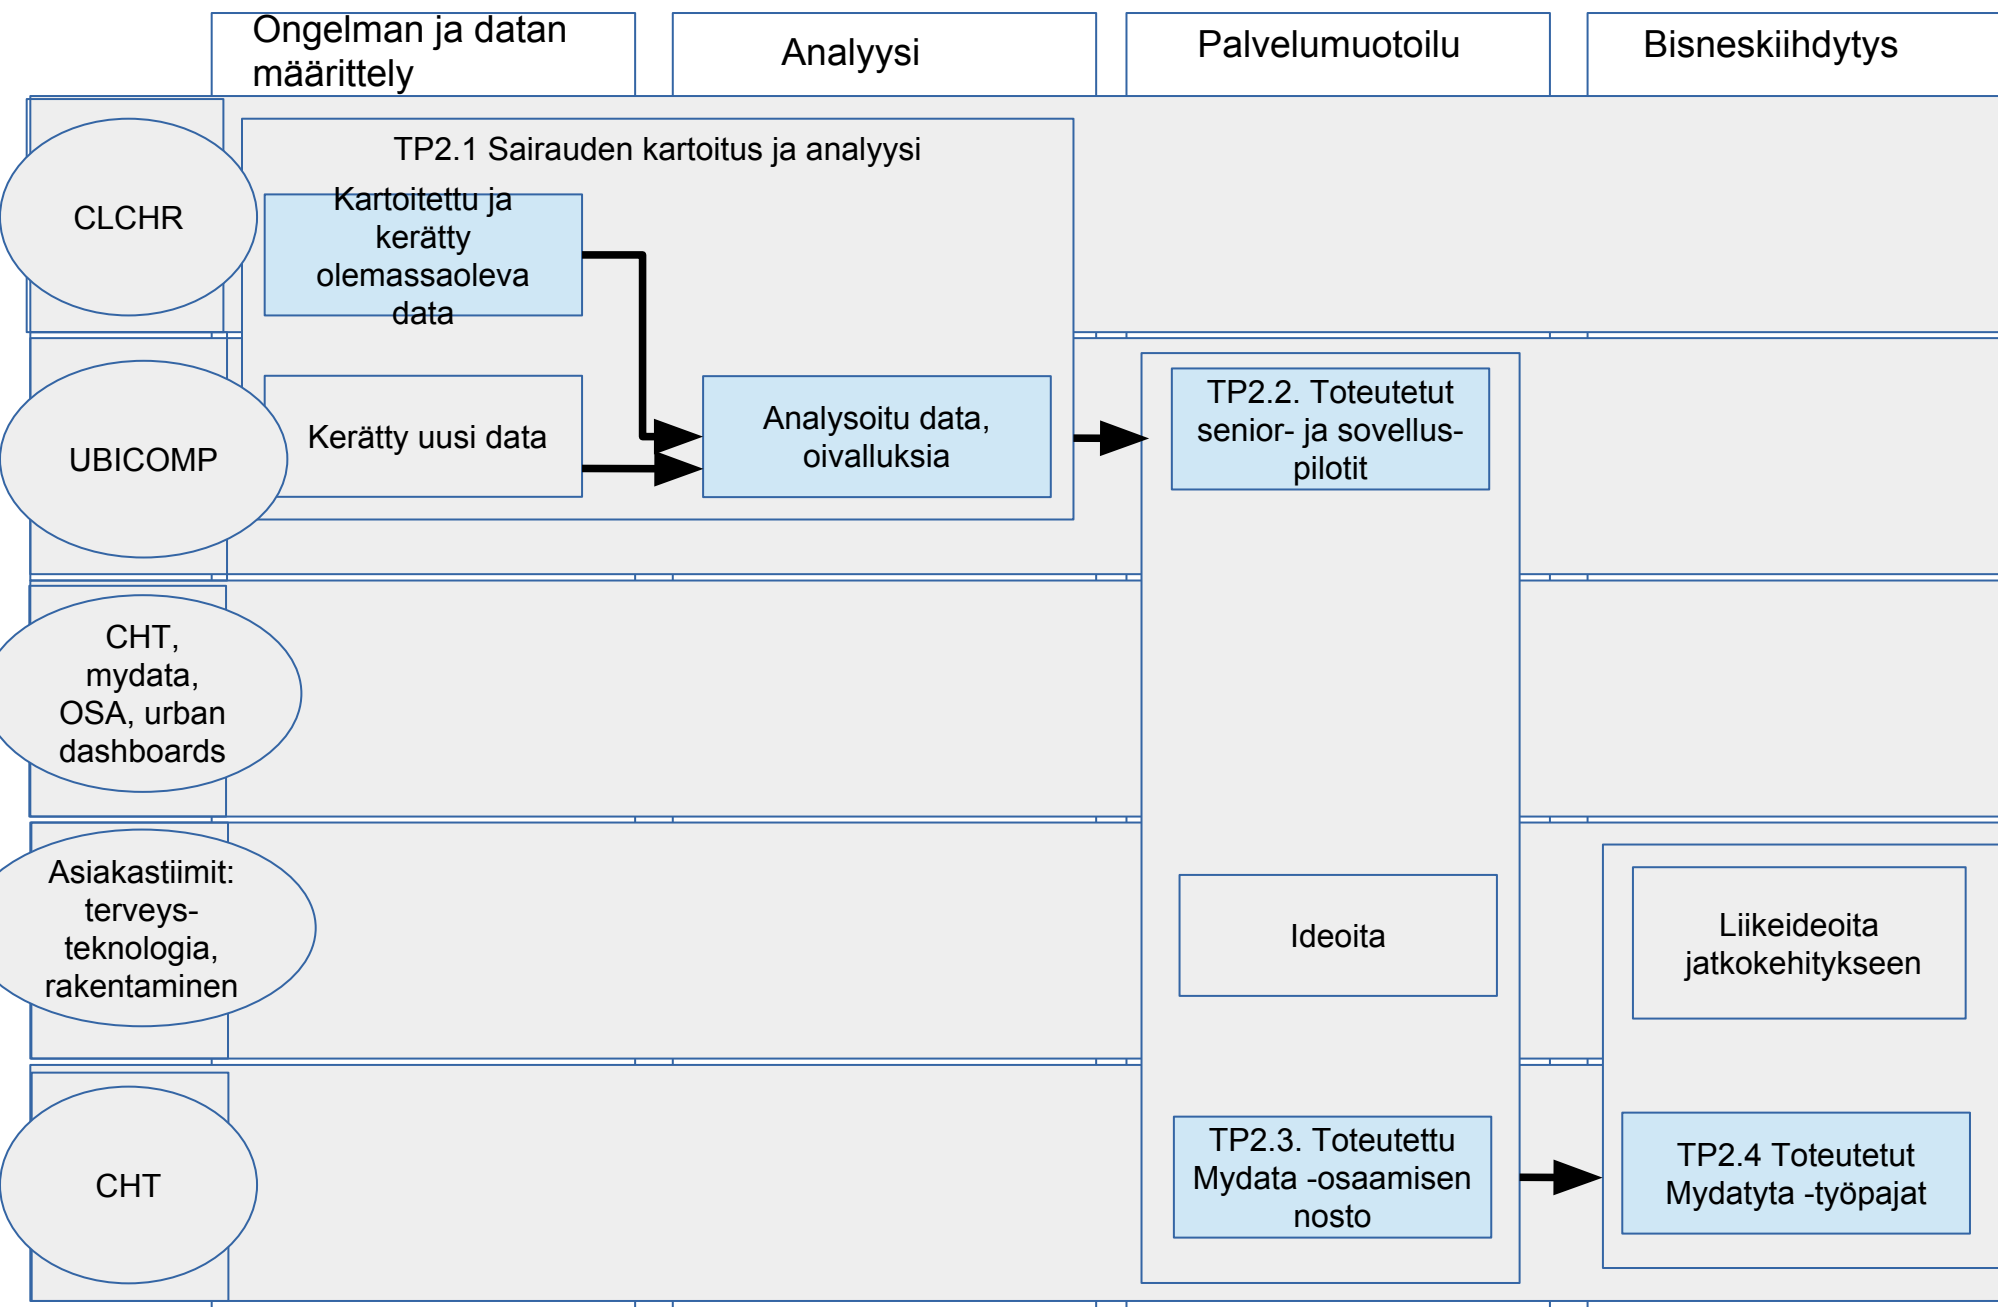 Ongelman ja datan
määrittely
Analyysi
Palvelumuotoilu
Bisneskiihdytys
CLCHR
TP2.1 Sairauden kartoitus ja analyysi
Kartoitettu ja
kerätty
olemassaoleva
data
UBICOMP
Kerätty uusi data
Analysoitu data,
oivalluksia
TP2.2. Toteutetut
senior- ja sovellus-
pilotit
CHT,
mydata,
OSA, urban
dashboards
Asiakastiimit:
terveys-
teknologia,
rakentaminen
Ideoita
Liikeideoita
jatkokehitykseen
CHT
TP2.3. Toteutettu
Mydata -osaamisen
nosto
TP2.4 Toteutetut
Mydatyta -työpajat